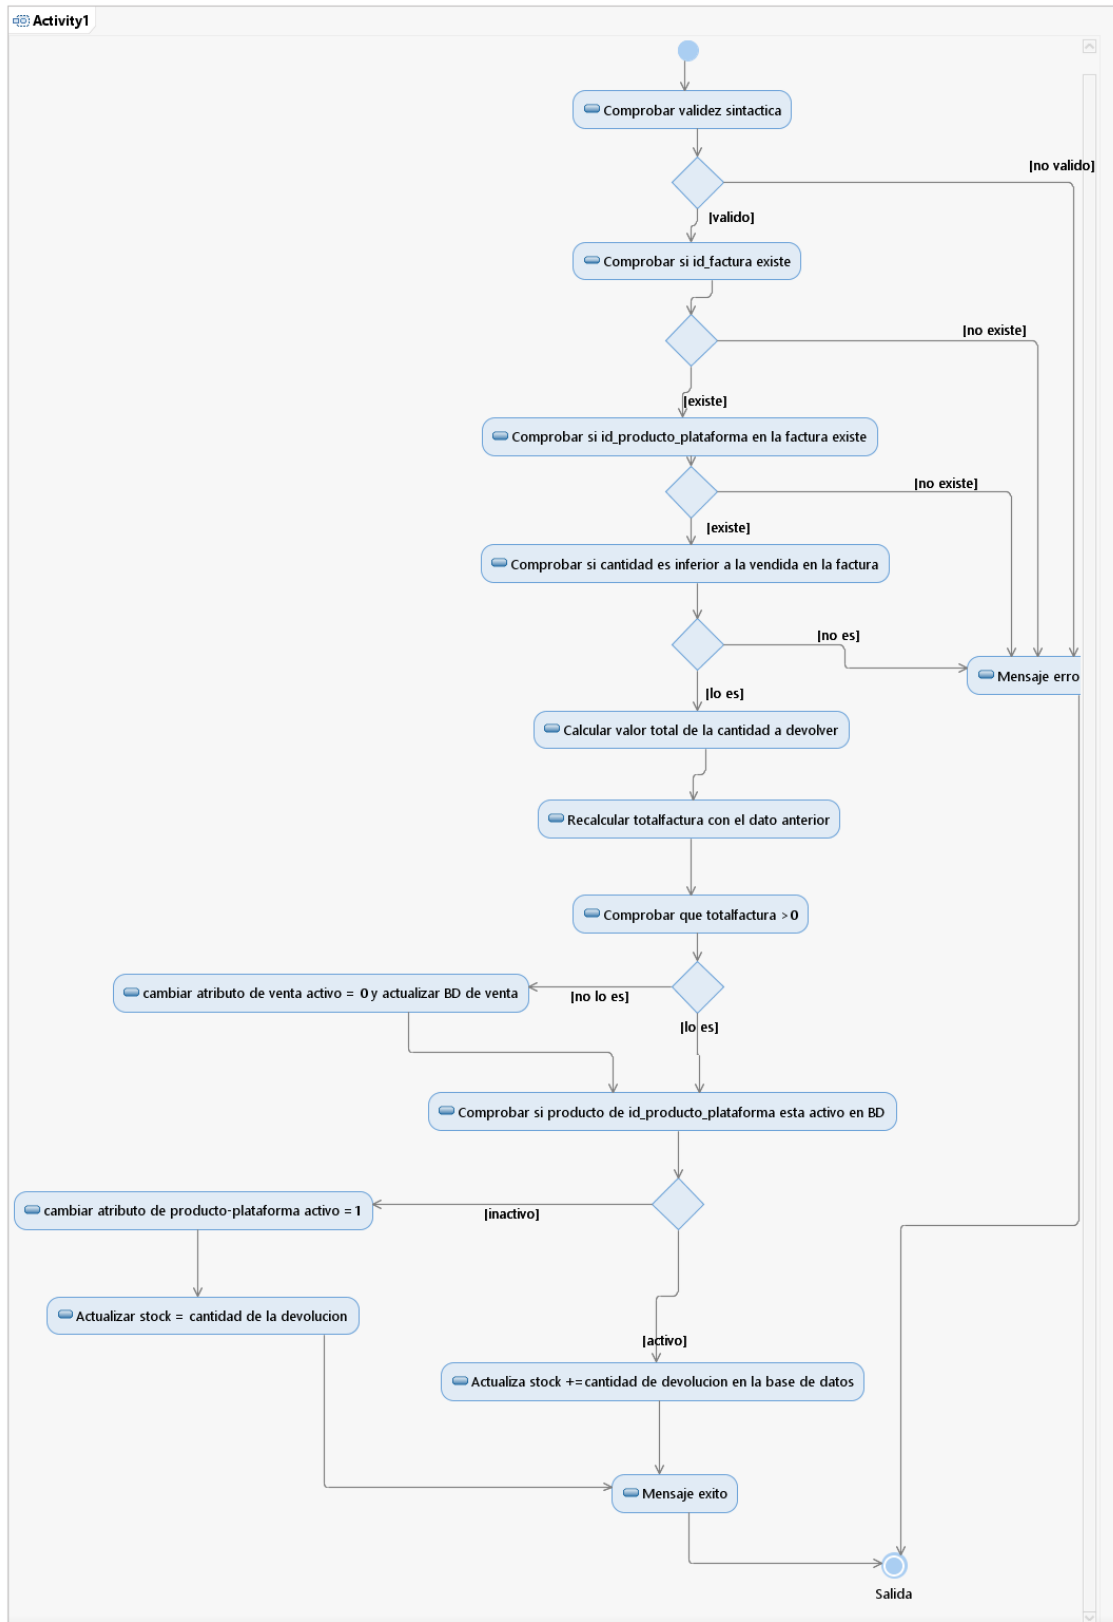 Activity1
Comprobar validez sintactica
[no valido]
[valido]
Comprobar si id_factura existe
[no existe]
[existe]
Comprobar si id_producto_plataforma en la factura existe
[no existe]
[existe]
Comprobar si cantidad es inferior a la vendida en la factura
[no es]
Mensaje erro
[lo es]
Calcular valor total de la cantidad a devolver
Recalcular totalfactura con el dato anterior
Comprobar que totalfactura >0
cambiar atributo de venta activo = 0 y actualizar BD de venta
[no lo es]
[lo es]
Comprobar si producto de id_producto_plataforma esta activo en BD
cambiar atributo de producto-plataforma activo =1
[inactivo]
Actualizar stock = cantidad de la devolucion
[activo]
Actualiza stock +=cantidad de devolucion en la base de datos
Mensaje exito
Salida